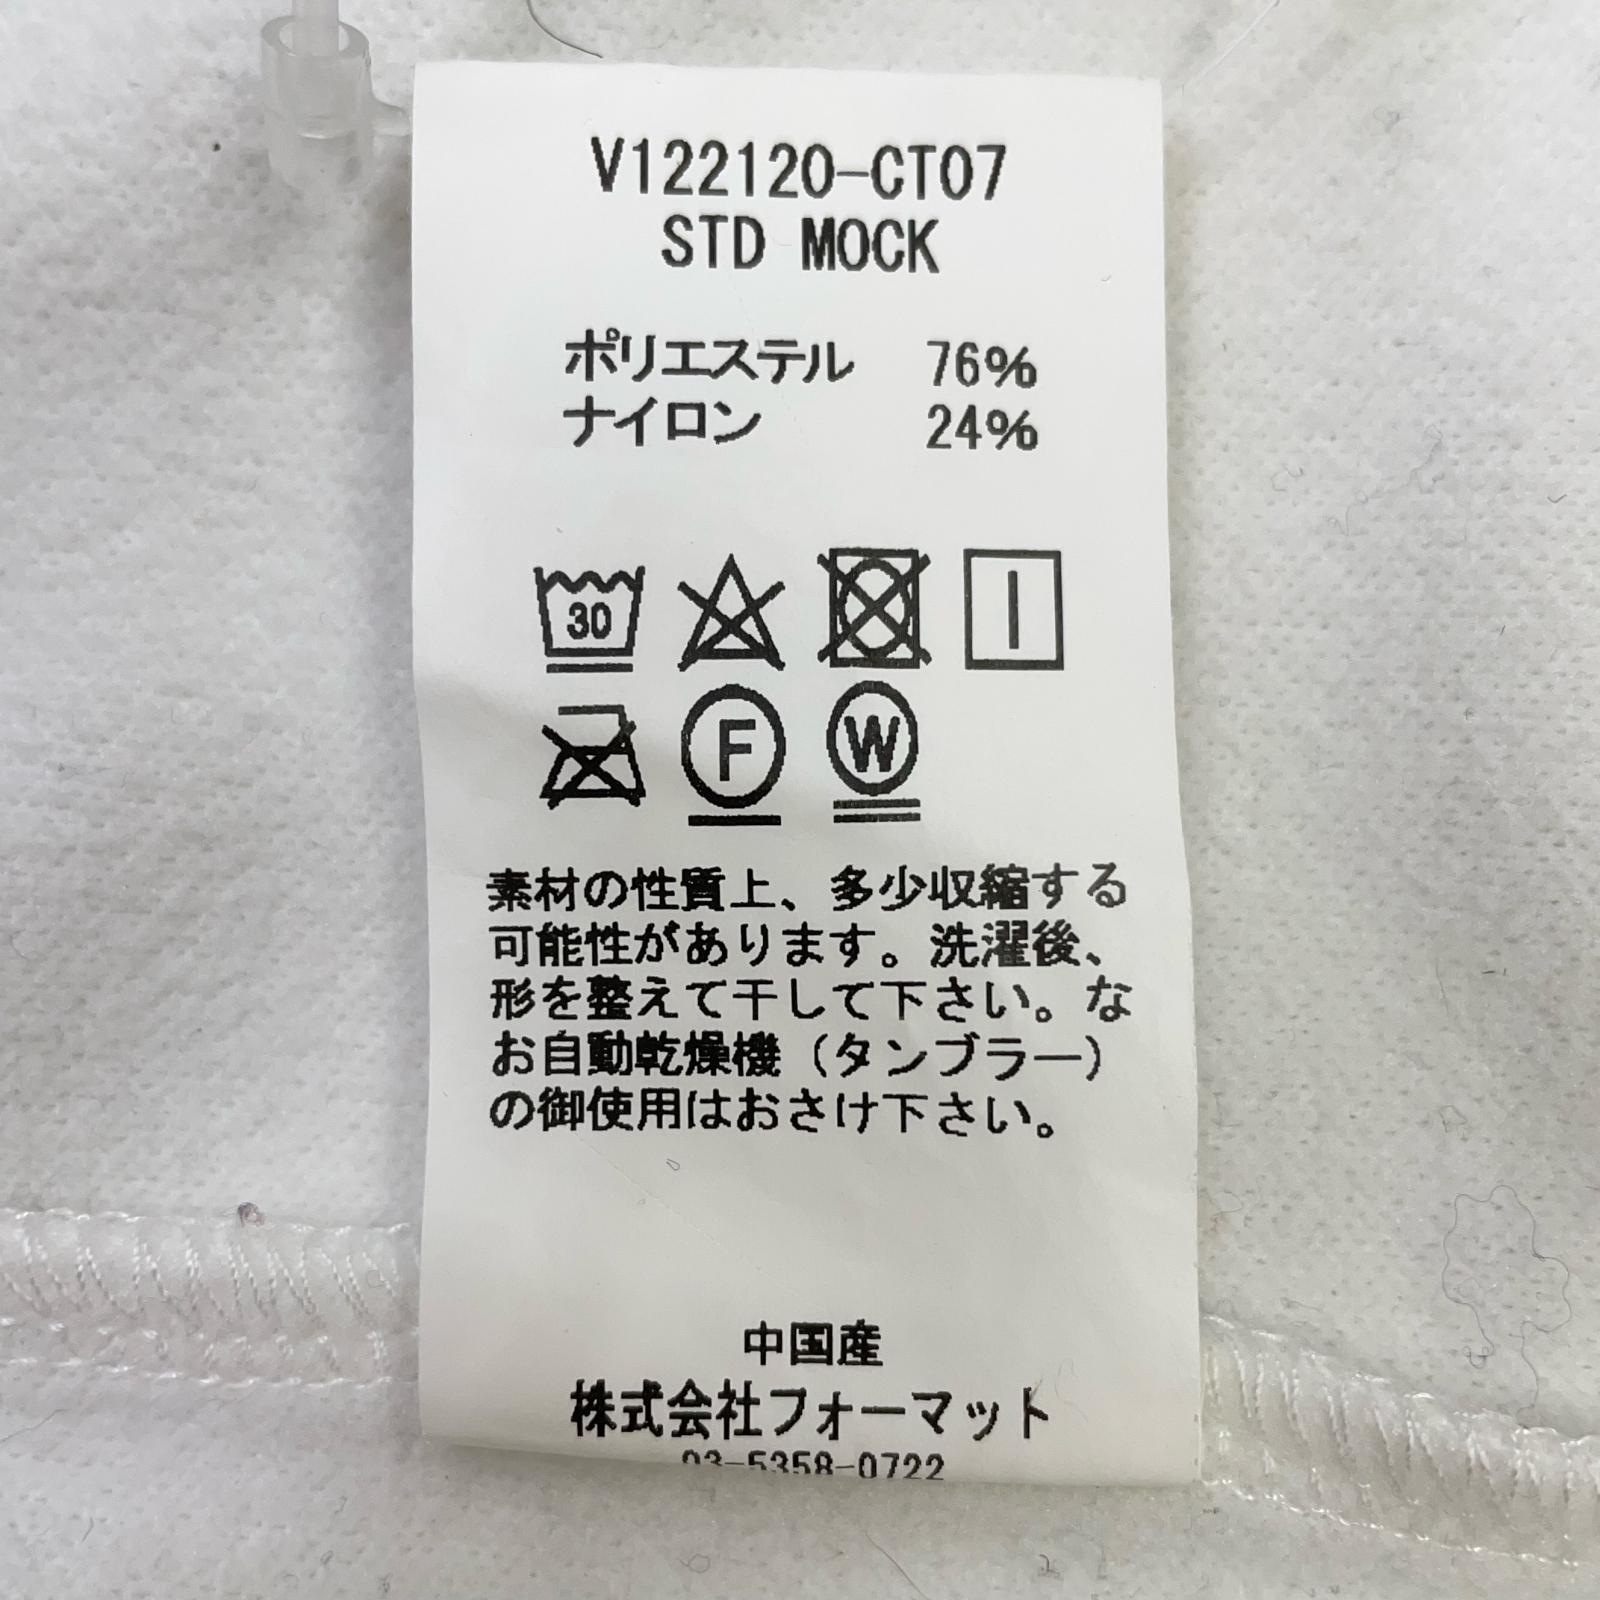 V122120-CT07
STD MOCK
ポリエステル 76%
ナイロン 24%
30
F W
素材の性質上、多少収縮する
可能性があります。洗濯後、
形を整えて干して下さい。な
お自動乾燥機（タンブラー）
の御使用はおさけ下さい。
中国産
株式会社フォーマット
03-5358-0722